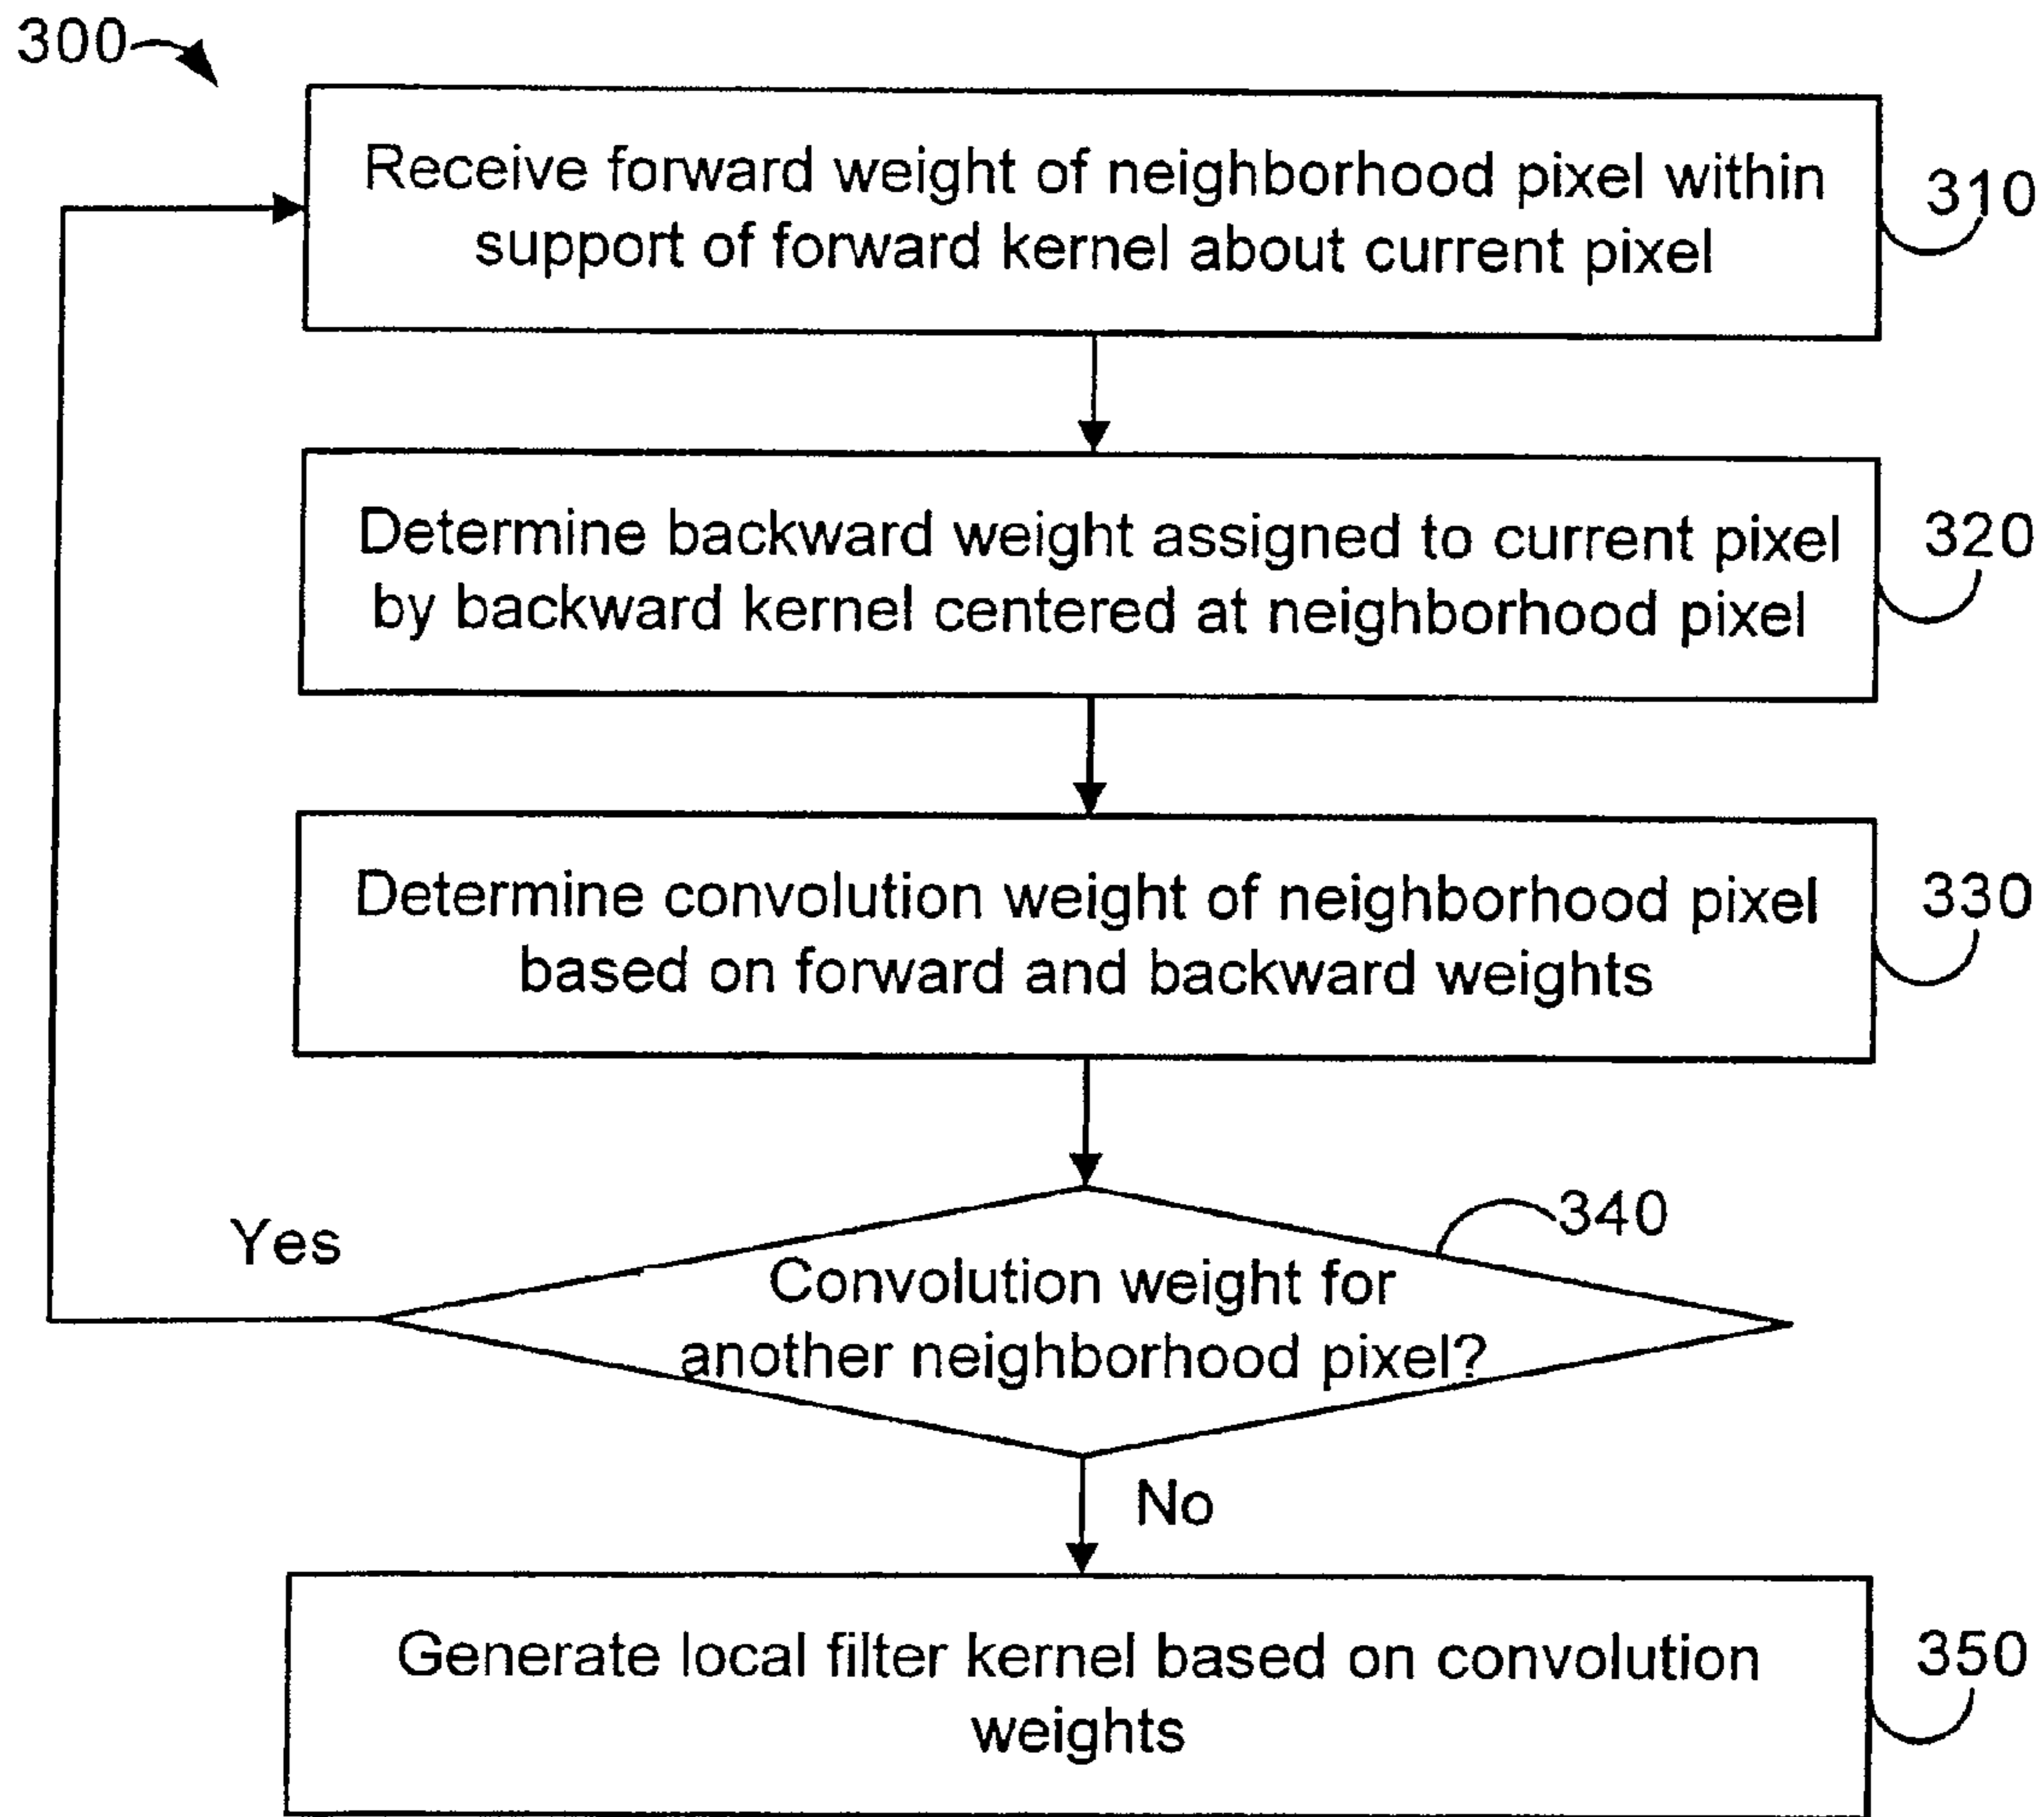 300
Receive forward weight of neighborhood pixel within
support of forward kernel about current pixel
310
Determine backward weight assigned to current pixel
by backward kernel centered at neighborhood pixel
320
Determine convolution weight of neighborhood pixel
based on forward and backward weights
330
340
Yes
Convolution weight for
another neighborhood pixel?
No
Generate local filter kernel based on convolution
weights
350